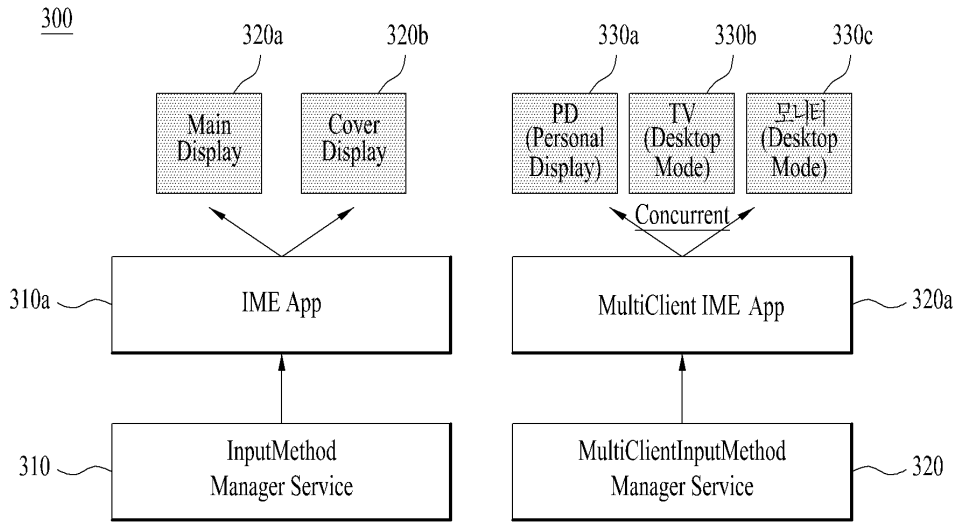 300
320a
320b
330a
330b
330c
Main
Display
Cover
Display
PD
(Personal
Display)
TV
(Desktop
Mode)
모니터
(Desktop
Mode)
Concurrent
310a
IME App
MultiClient IME App
320a
310
InputMethod
Manager Service
MultiClientInputMethod
Manager Service
320